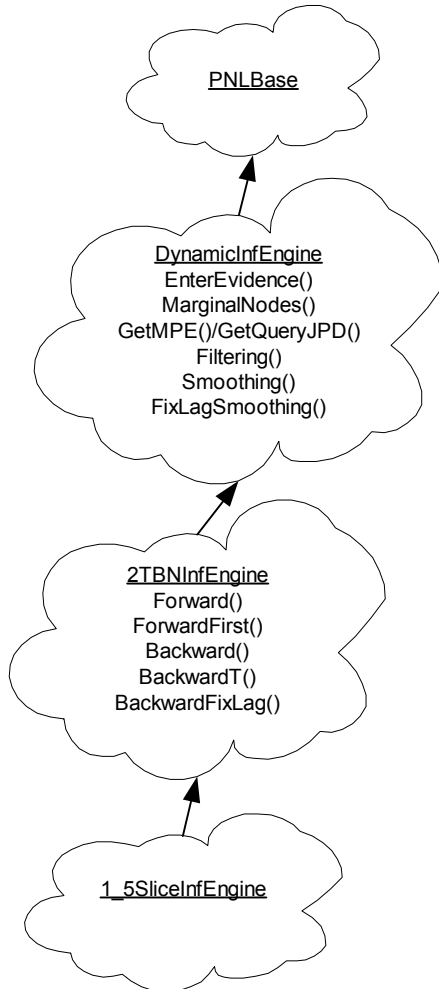 PNLBase
DynamicInfEngine
EnterEvidence()
MarginalNodes()
GetMPE()/GetQueryJPD()
Filtering()
Smoothing()
FixLagSmoothing()
2TBNInfEngine
Forward()
ForwardFirst()
Backward()
BackwardT()
BackwardFixLag()
1_5SliceInfEngine